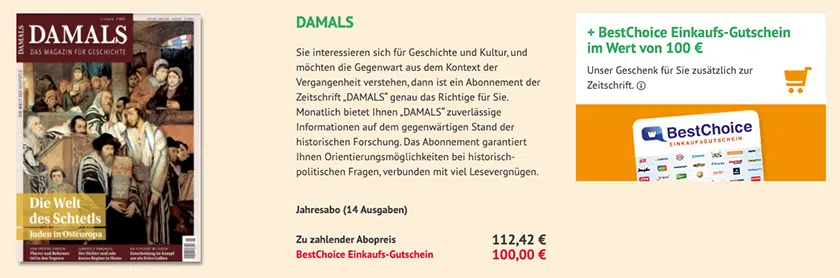 DAMALS
DAMALS
DAS MAGAZIN FÜR GESCHICHTE
Die Welt
des Schtetls
Juden in Osteuropa
DAMALS
Sie interessieren sich für Geschichte und Kultur, und
möchten die Gegenwart aus dem Kontext der
Vergangenheit verstehen, dann ist ein Abonnement der
Zeitschrift „DAMALS“ genau das Richtige für Sie.
Monatlich bietet Ihnen „DAMALS“ zuverlässige
Informationen auf dem gegenwärtigen Stand der
historischen Forschung. Das Abonnement garantiert
Ihnen Orientierungsmöglichkeiten bei historisch-
politischen Fragen, verbunden mit viel Lesevergnügen.
Jahresabo (14 Ausgaben)
Zu zahlender Abopreis 112,42 €
BESTChoice Einkaufs-Gutschein 100,00 €
+ BestChoice Einkaufs-Gutschein
im Wert von 100 €
Unser Geschenk für Sie zusätzlich zur
Zeitschrift.
BestChoice
EINKAUFSGUTSCHEIN